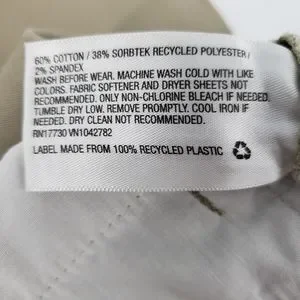 60% COTTON / 38% SORBTEK RECYCLED POLYESTER /
2% SPANDEX
WASH BEFORE WEAR. MACHINE WASH COLD WITH LIKE
COLORS. FABRIC SOFTENER AND DRYER SHEETS NOT
RECOMMENDED. ONLY NON-CHLORINE BLEACH IF NEEDED.
TUMBLE DRY LOW. REMOVE PROMPTLY. COOL IRON IF
NEEDED. DRY CLEAN NOT RECOMMENDED.
RN17730 VN1042782
LABEL MADE FROM 100% RECYCLED PLASTIC